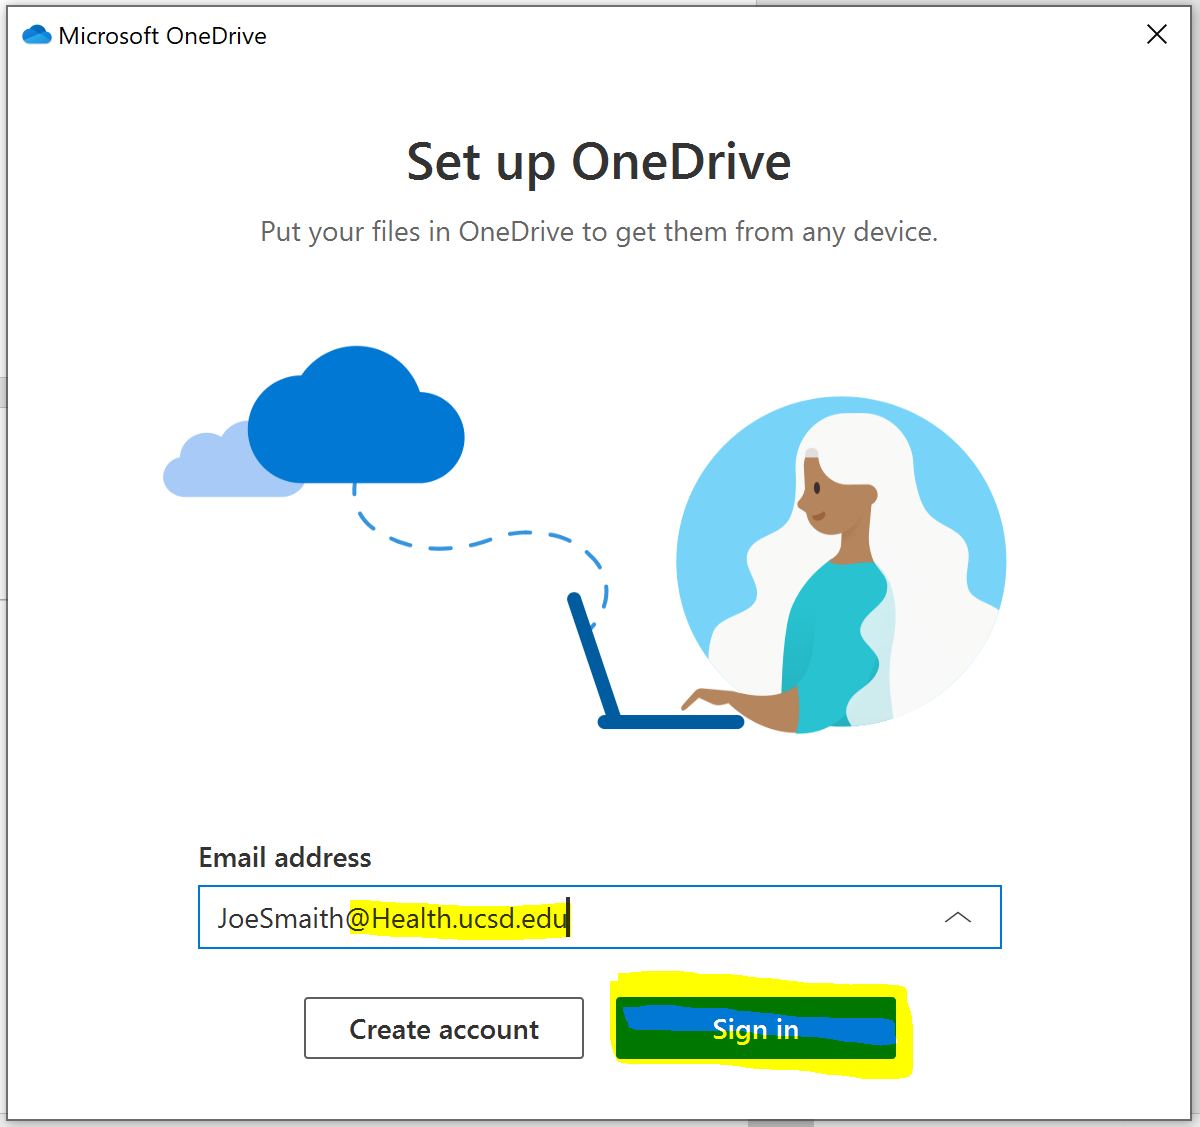 Microsoft OneDrive
Set up OneDrive
Put your files in OneDrive to get them from any device.
Email address
JoeSmaith@Health.ucsd.edu
Create account
Sign in